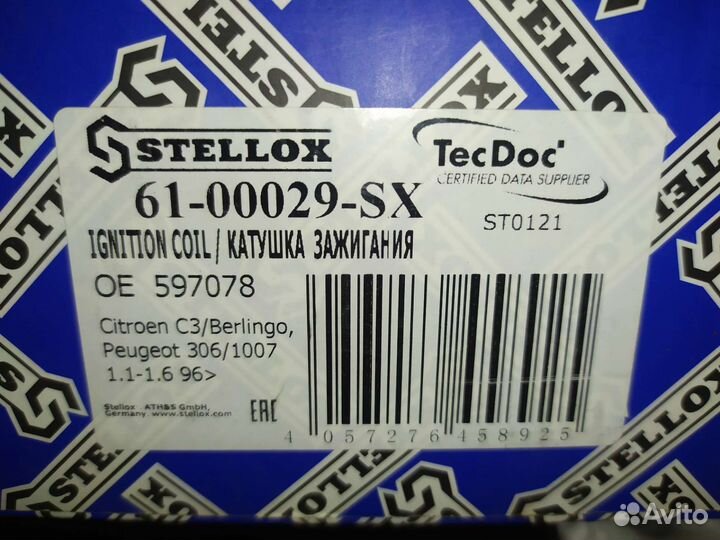 STELLOX
TecDoc
CERTIFIED DATA SUPPLIER
61-00029-SX
ST0121
IGNITION COIL / КАТУШКА ЗАЖИГАНИЯ
OE 597078
Citroen C3/Berlingo,
Peugeot 306/1007
1.1-1.6 96>
Stellox . ATH&S GmbH,
Germany. www.stellox.com
EAC
4 057276 458925
Avito